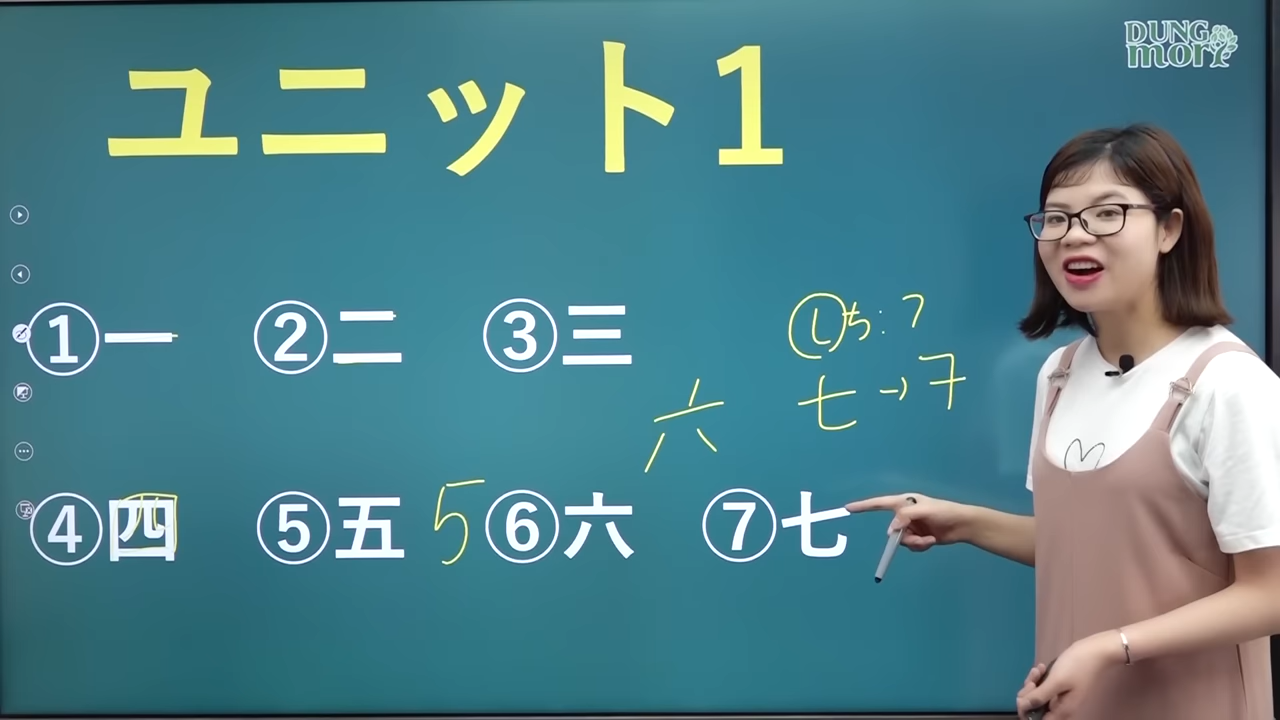 DUNG
mori
ユニット1
①一 ②二 ③三
④四 ⑤五 5 ⑥六 ⑦七
六
しち:7
七→7